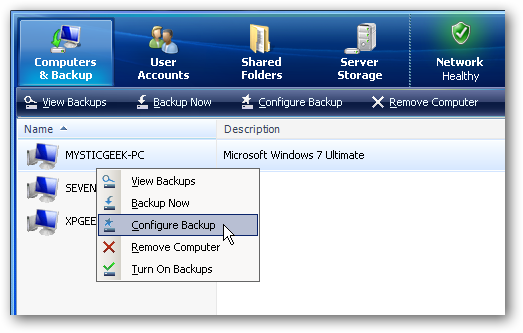 Computers & Backup
User Accounts
Shared Folders
Server Storage
Network
Healthy
View Backups
Backup Now
Configure Backup
Remove Computer
Name
Description
MYSTICGEEK-PC
Microsoft Windows 7 Ultimate
SEVEN
XPGEE
View Backups
Backup Now
Configure Backup
Remove Computer
Turn On Backups